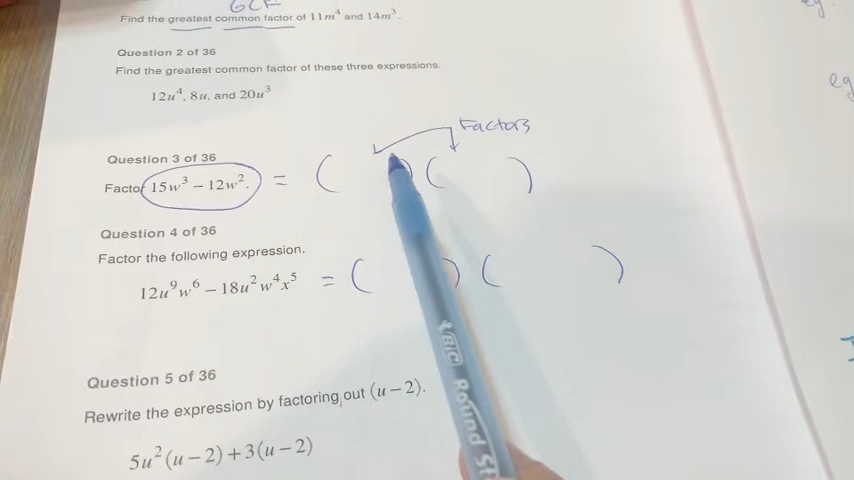 GCF
Find the greatest common factor of 11m⁴ and 14m³.
Question 2 of 36
Find the greatest common factor of these three expressions.
12u⁴, 8u, and 20u³
Factors
Question 3 of 36
Factor 15w³ − 12w². = ( ) ( )
Question 4 of 36
Factor the following expression.
12u⁹w⁶ − 18u²w⁴x⁵ = ( ) ( )
Question 5 of 36
Rewrite the expression by factoring out (u − 2).
5u²(u − 2) + 3(u − 2)
eg
BIC Round St